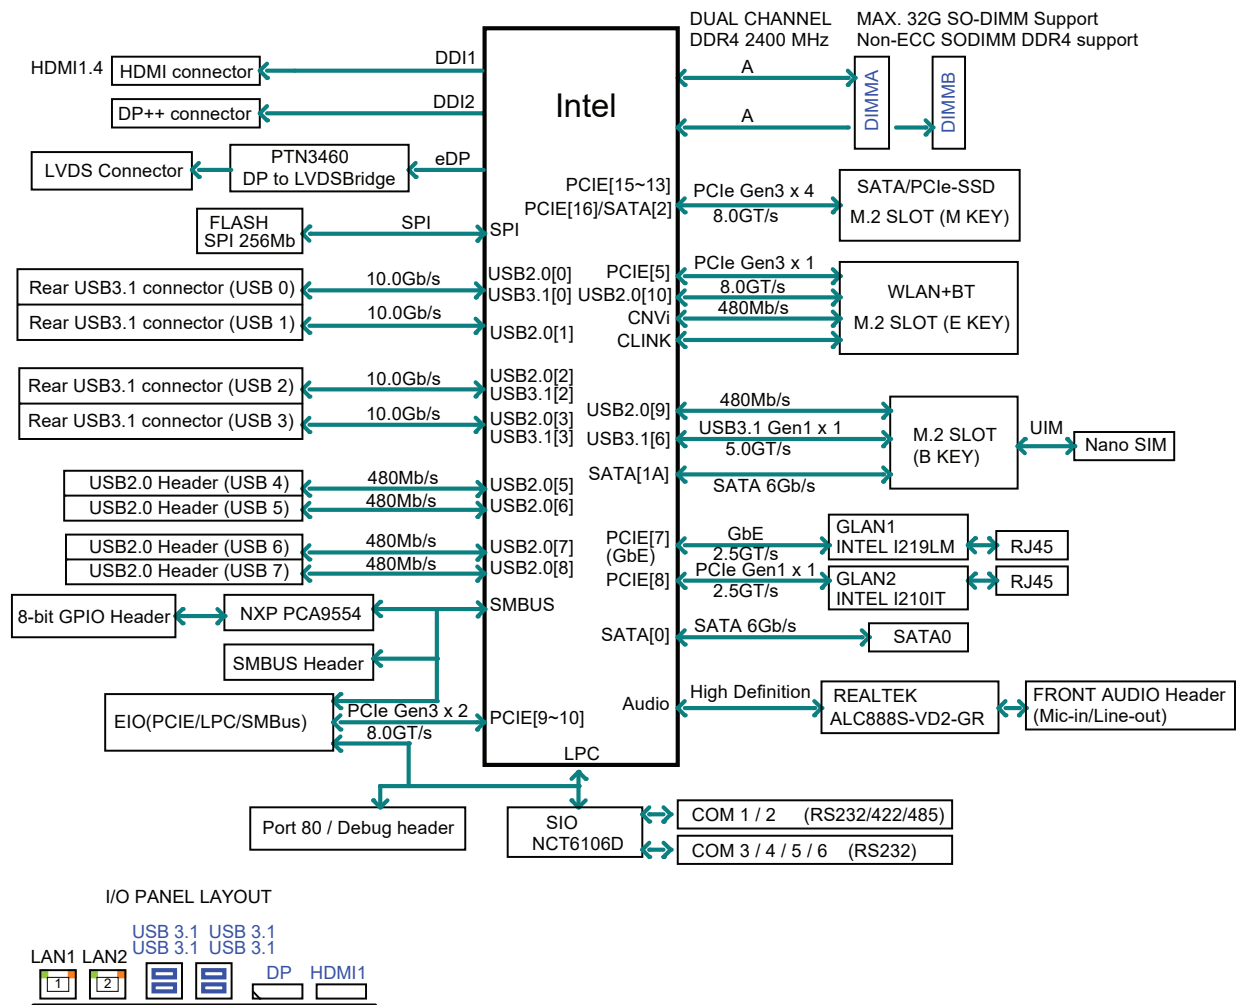 DUAL CHANNEL
DDR4 2400 MHz
MAX. 32G SO-DIMM Support
Non-ECC SODIMM DDR4 support
HDMI1.4
HDMI connector
DDI1
DP++ connector
DDI2
LVDS Connector
PTN3460
DP to LVDSBridge
eDP
FLASH
SPI 256Mb
SPI
SPI
Rear USB3.1 connector (USB 0)
10.0Gb/s
USB2.0[0]
USB3.1[0]
Rear USB3.1 connector (USB 1)
10.0Gb/s
USB2.0[1]
Rear USB3.1 connector (USB 2)
10.0Gb/s
USB2.0[2]
USB3.1[2]
Rear USB3.1 connector (USB 3)
10.0Gb/s
USB2.0[3]
USB3.1[3]
USB2.0 Header (USB 4)
480Mb/s
USB2.0[5]
USB2.0 Header (USB 5)
480Mb/s
USB2.0[6]
USB2.0 Header (USB 6)
480Mb/s
USB2.0[7]
USB2.0 Header (USB 7)
480Mb/s
USB2.0[8]
8-bit GPIO Header
NXP PCA9554
SMBUS
SMBUS Header
EIO(PCIE/LPC/SMBus)
PCIe Gen3 x 2
8.0GT/s
PCIE[9~10]
Intel
A
A
DIMMA
DIMMB
PCIE[15~13]
PCIE[16]/SATA[2]
PCIe Gen3 x 4
8.0GT/s
SATA/PCIe-SSD
M.2 SLOT (M KEY)
PCIE[5]
USB2.0[10]
CNVi
CLINK
PCIe Gen3 x 1
8.0GT/s
480Mb/s
WLAN+BT
M.2 SLOT (E KEY)
USB2.0[9]
480Mb/s
USB3.1[6]
USB3.1 Gen1 x 1
5.0GT/s
SATA[1A]
SATA 6Gb/s
M.2 SLOT
(B KEY)
UIM
Nano SIM
PCIE[7]
(GbE)
GbE
2.5GT/s
GLAN1
INTEL I219LM
RJ45
PCIE[8]
PCIe Gen1 x 1
2.5GT/s
GLAN2
INTEL I210IT
RJ45
SATA[0]
SATA 6Gb/s
SATA0
Audio
High Definition
REALTEK
ALC888S-VD2-GR
FRONT AUDIO Header
(Mic-in/Line-out)
LPC
Port 80 / Debug header
SIO
NCT6106D
COM 1 / 2 (RS232/422/485)
COM 3 / 4 / 5 / 6 (RS232)
I/O PANEL LAYOUT
LAN1
LAN2
USB 3.1
USB 3.1
USB 3.1
USB 3.1
DP
HDMI1
1
2